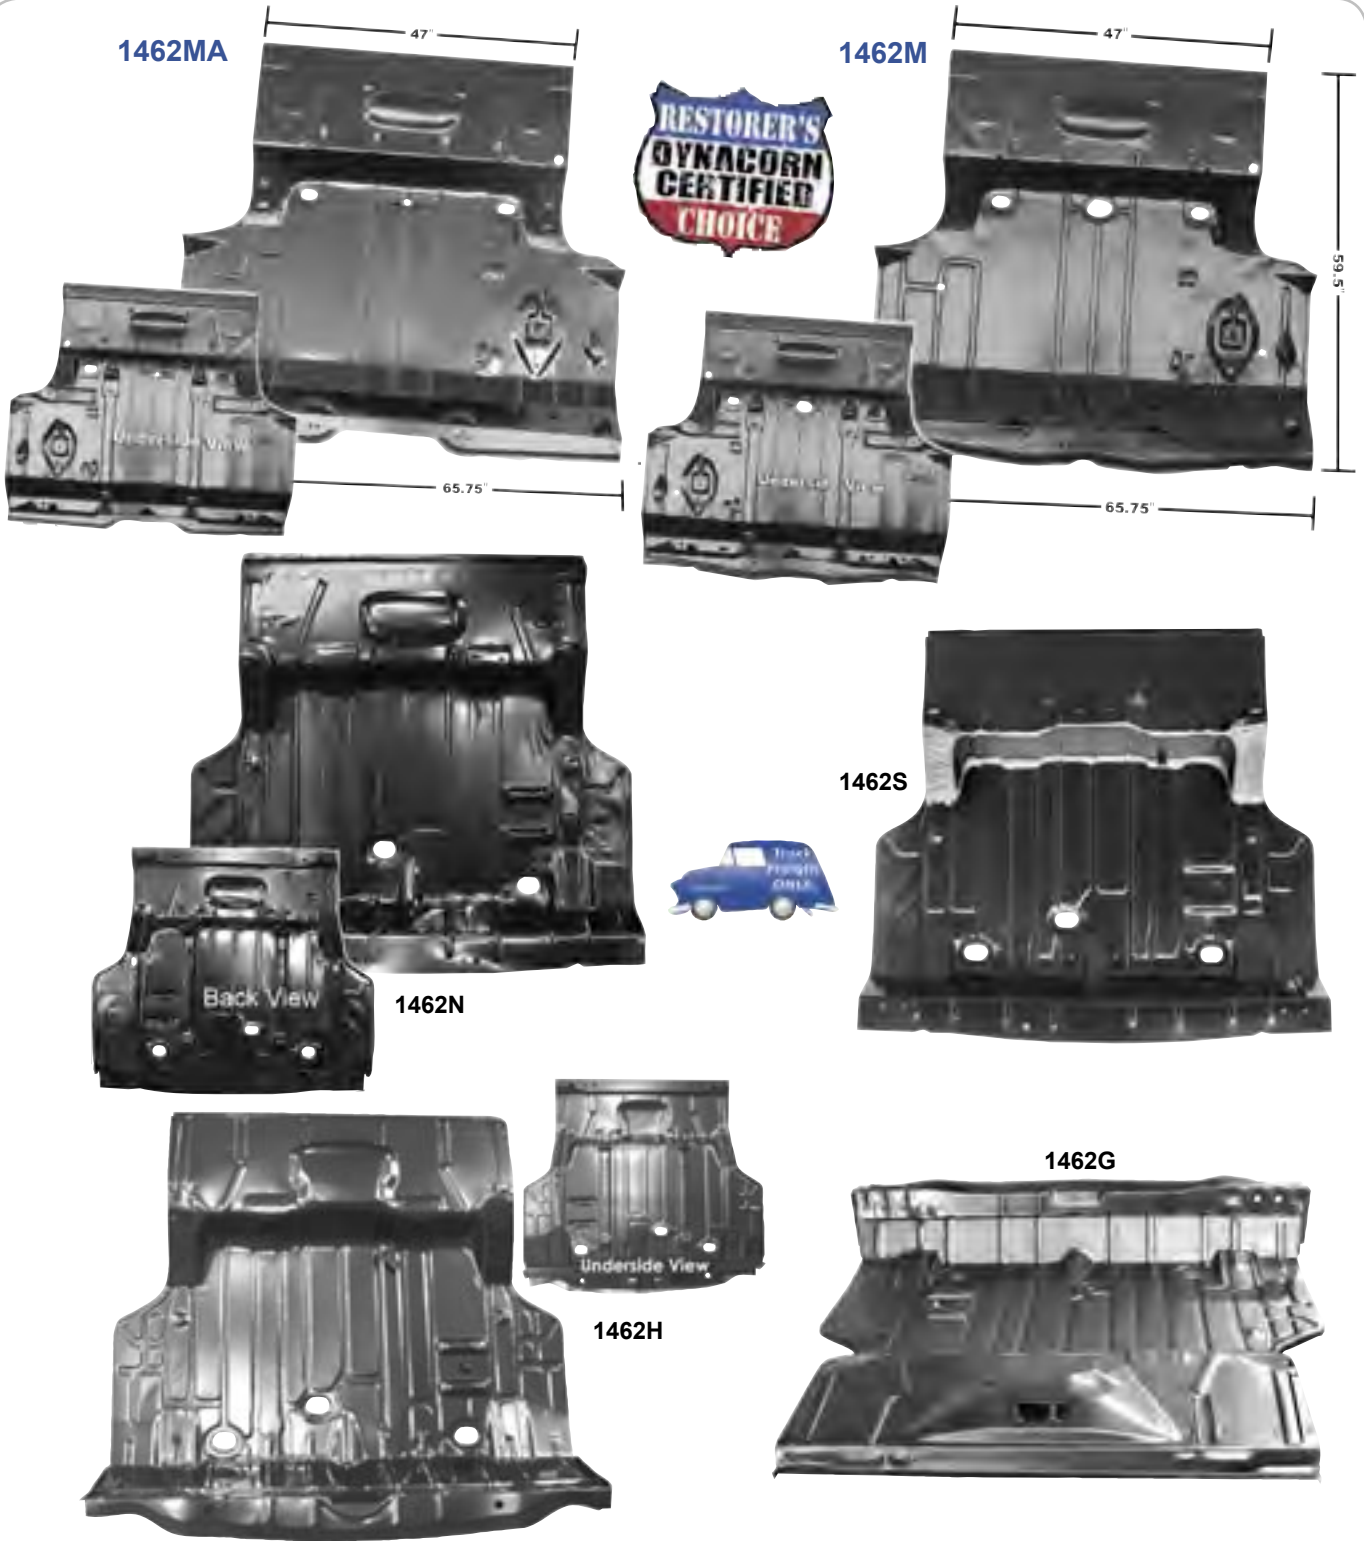 47"
1462MA
47"
1462M
RESTORER'S
DYNACORN
CERTIFIED
CHOICE
59.5"
Underside View
65.75"
Underside View
65.75"
1462S
Truck
Freight
ONLY
Back View
1462N
1462G
Underside View
1462H